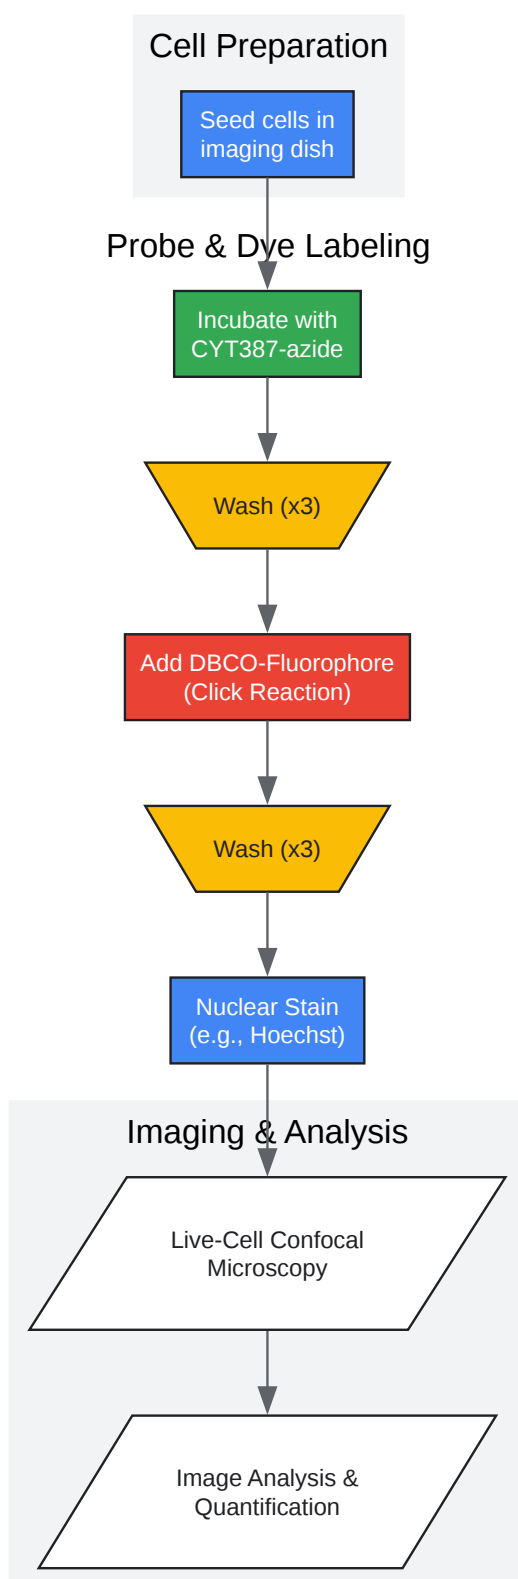 Cell Preparation
Seed cells in
imaging dish
Probe & Dye Labeling
Incubate with
CYT387-azide
Wash (x3)
Add DBCO-Fluorophore
(Click Reaction)
Wash (x3)
Nuclear Stain
(e.g., Hoechst)
Imaging & Analysis
Live-Cell Confocal
Microscopy
Image Analysis &
Quantification